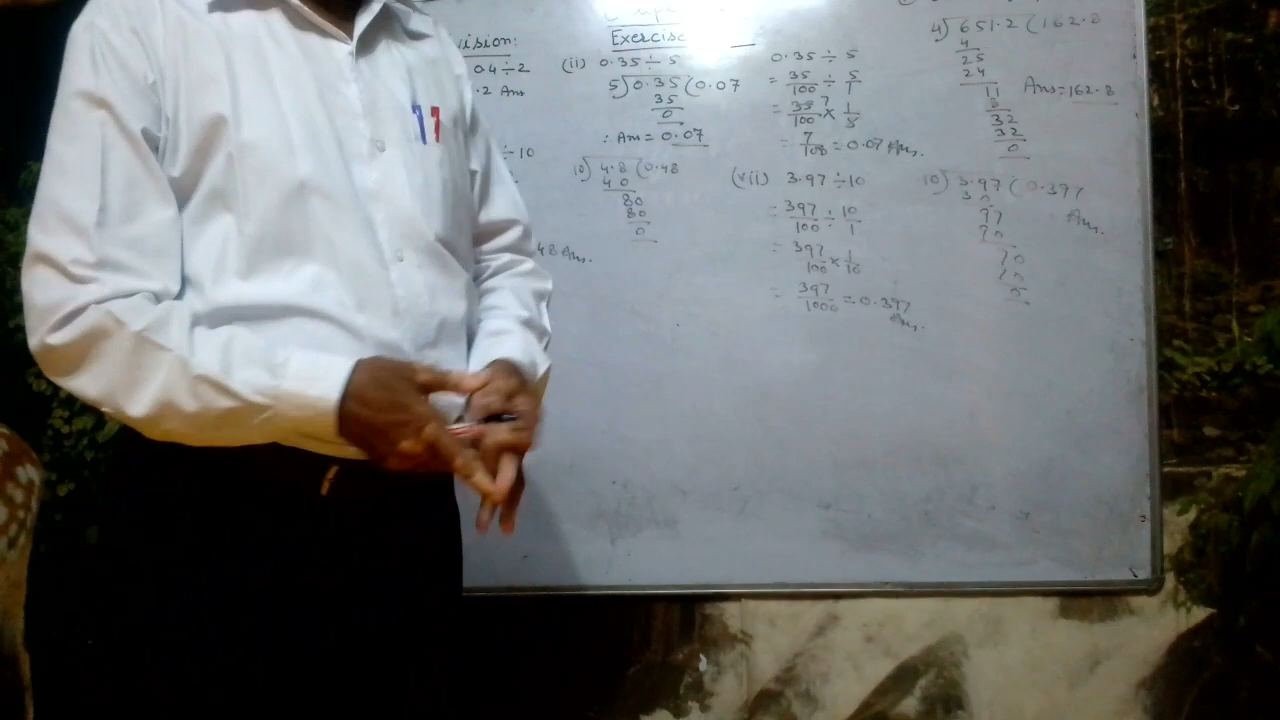 Exercise
vision:
04÷2
.2 Ans
÷10
48 Ans.
(ii) 0.35÷5
5)0.35(0.07
35
0
∴ Ans = 0.07
10)4.8(0.48
40
80
80
0
0.35÷5
= 35/100 ÷ 5/1
= 35/100 7 × 1/5
= 7/100 = 0.07 Ans.
(vii) 3.97÷10
= 397/100 ÷ 10/1
= 397/100 × 1/10
= 397/1000 = 0.397
Ans.
4)651.2(162.8
4
25
24
11
32
32
0
Ans = 162.8
10)3.97(0.397
30
97
Ans.
70
70